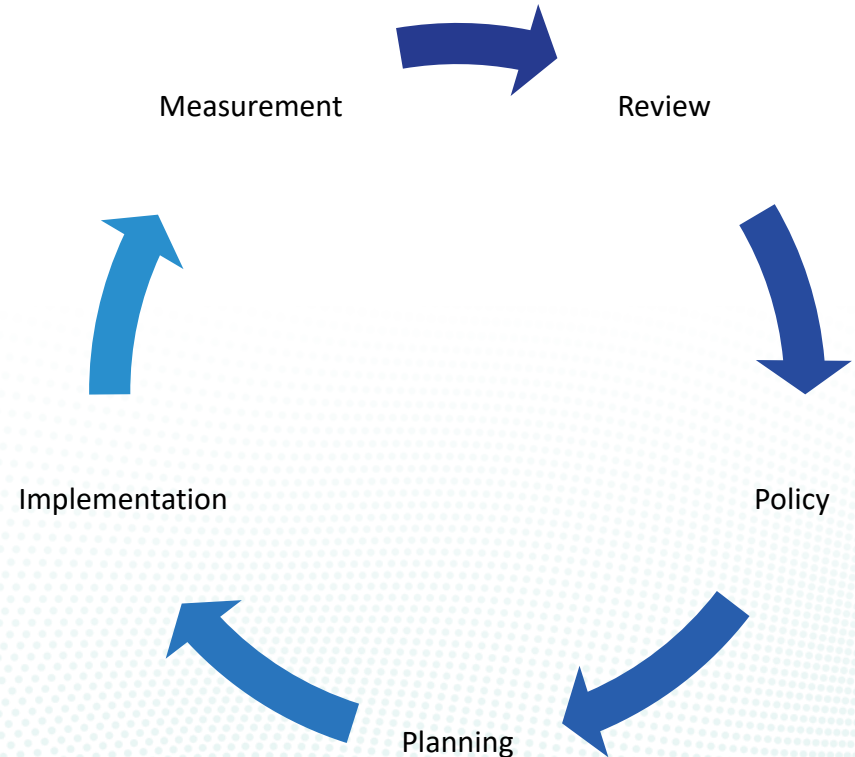 Measurement
Review
Implementation
Policy
Planning